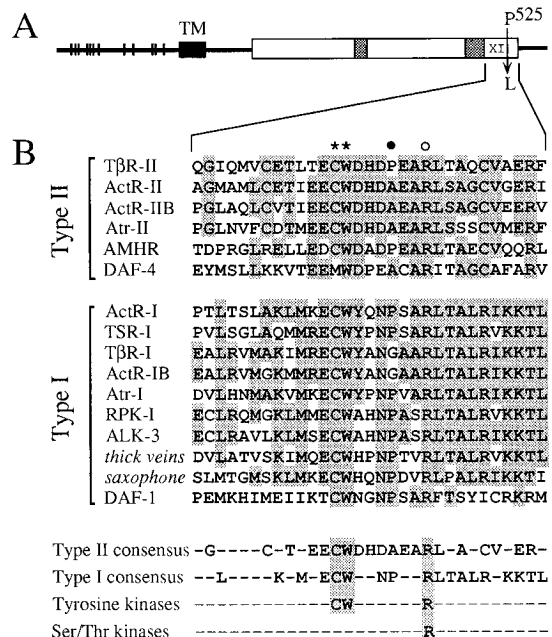 A
TM
p525
XI
L
B
** ● ○
Type II
TβR-II QGIQMVCETLTECWDHDPEARLTAQCVAERF
ActR-II AGMAMLCETIEECWDHDAEARLSAGCVGERI
ActR-IIB PGLAQLCVTIEECWDHDAEARLSAGCVEERV
Atr-II PGLNVFCDTMEECWDHDAEARLSSSCVMERF
AMHR TDPRGLRELLEDCWDADPEARLTAECVQQRL
DAF-4 EYMSLLKKVTEEMWDPEACARITAGCAFARV
Type I
ActR-I PTLTSLAKLMKECWYQNPSARLTALRIKKTL
TSR-I PVLSGLAQMMRECWYPNPSARLTALRIKKTL
TβR-I EALRVMAKIMRECWYANGAARLTALRIKKTL
ActR-IB EALRVMGKMMRECWYANGAARLTALRIKKTL
Atr-I DVLHNMAKVMKECWYPNPVARLTALRIKKTL
RPK-I ECLRQMGKLMMECWAHNPASRLTALRVKKTL
ALK-3 ECLRAVLKLMSECWAHNPASRLTALRIKKTL
thick veins DVLATVSKIMQECWHPNPTVRLTALRVKKTL
saxophone SLMTGMSKLMKECWHQNPDVRLPALRIKKTI
DAF-1 PEMKHIMEIIKTCWNGNPSARFTSYICRKRM
Type II consensus –G----C-T-EECWDHDAEARL-A-CV-ER-
Type I consensus --L----K-M-ECW--NP--RLTALR-KKTL
Tyrosine kinases ------------CW-------R----------
Ser/Thr kinases --------------------R----------